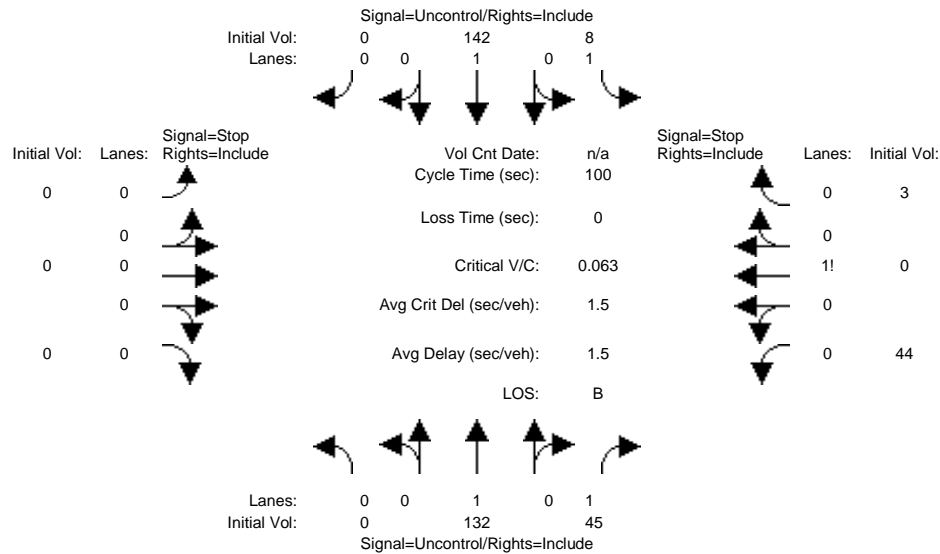 Signal=Uncontrol/Rights=Include
Initial Vol: 0 142 8
Lanes: 0 0 1 0 1
Signal=Stop Signal=Stop
Initial Vol: Lanes: Rights=Include Vol Cnt Date: n/a Rights=Include Lanes: Initial Vol:
Cycle Time (sec): 100
0 0 0 3
Loss Time (sec): 0
0 0
0 0 Critical V/C: 0.063 1! 0
0 Avg Crit Del (sec/veh): 1.5 0
0 0 Avg Delay (sec/veh): 1.5 0 44
LOS: B
Lanes: 0 0 1 0 1
Initial Vol: 0 132 45
Signal=Uncontrol/Rights=Include